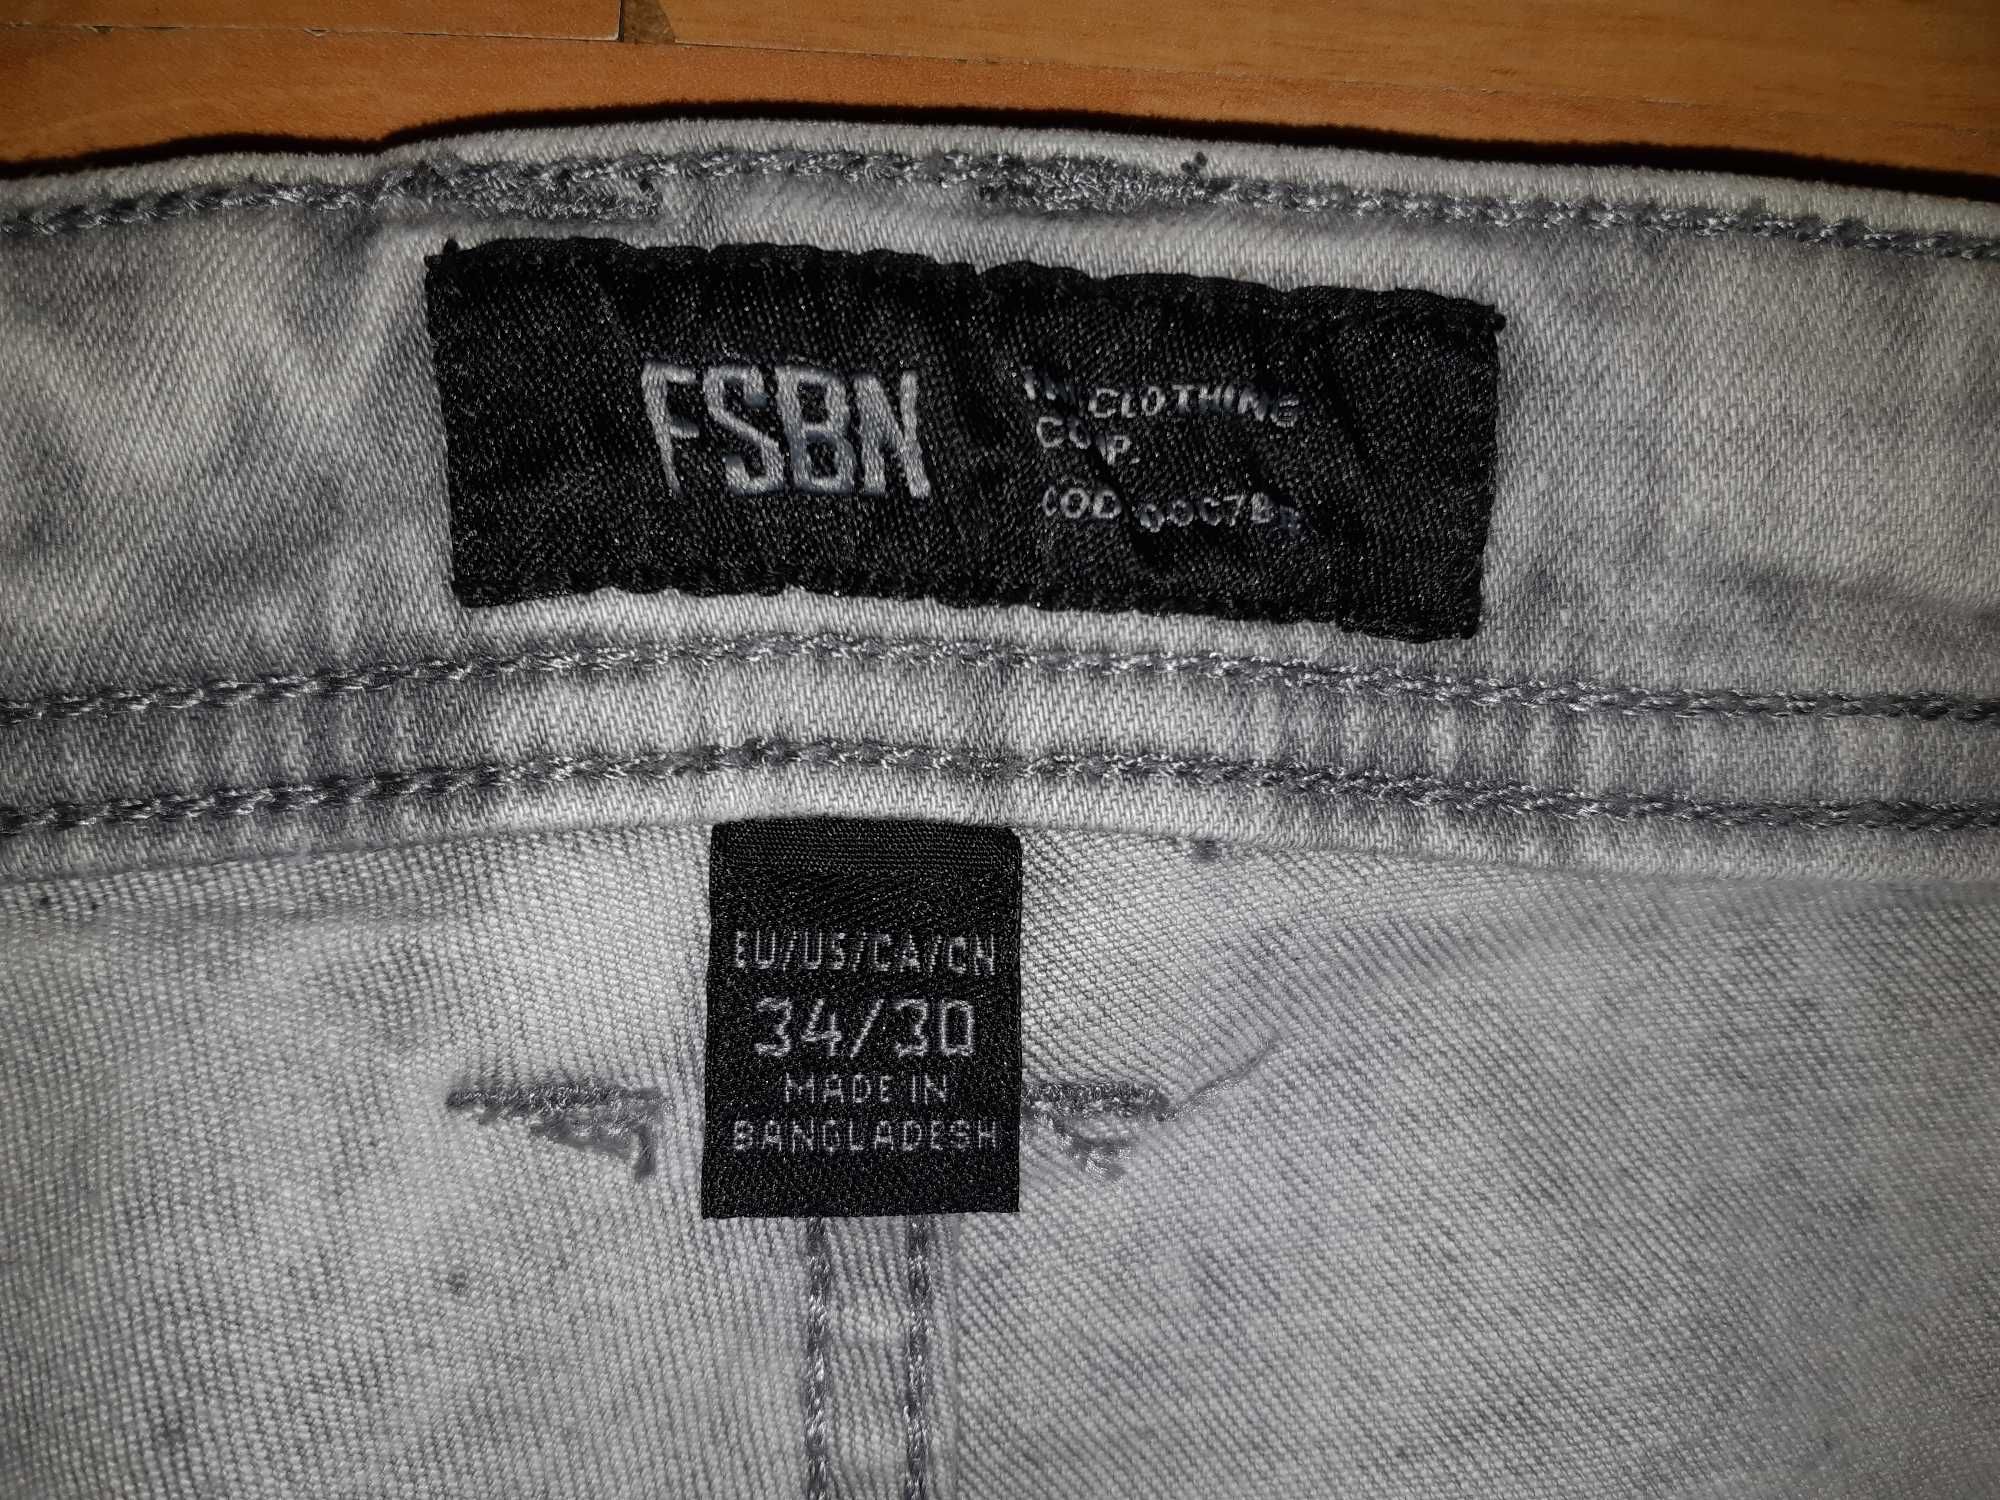 FSBN
CLOTHING
EU/US/CA/CN
34/30
MADE IN
BANGLADESH